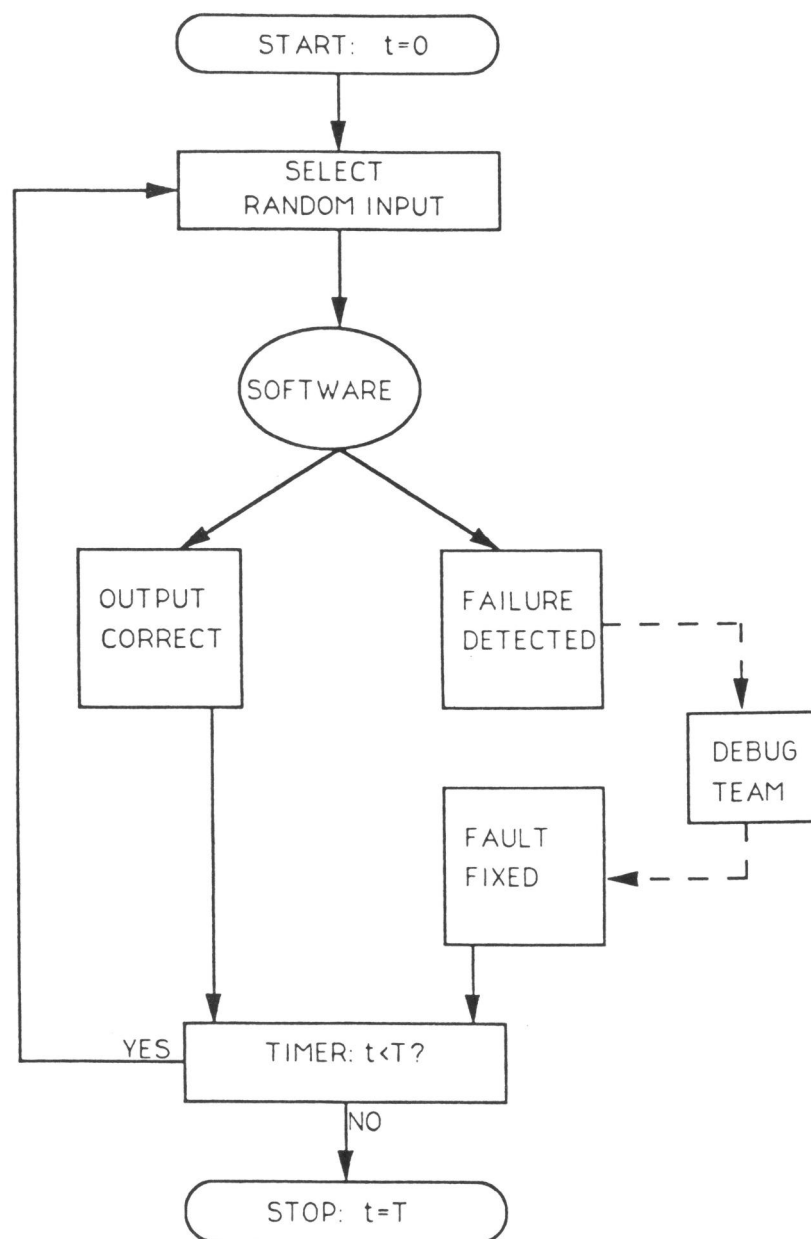 START: t=0
SELECT
RANDOM INPUT
SOFTWARE
OUTPUT
CORRECT
FAILURE
DETECTED
DEBUG
TEAM
FAULT
FIXED
YES
TIMER: t<T?
NO
STOP: t=T